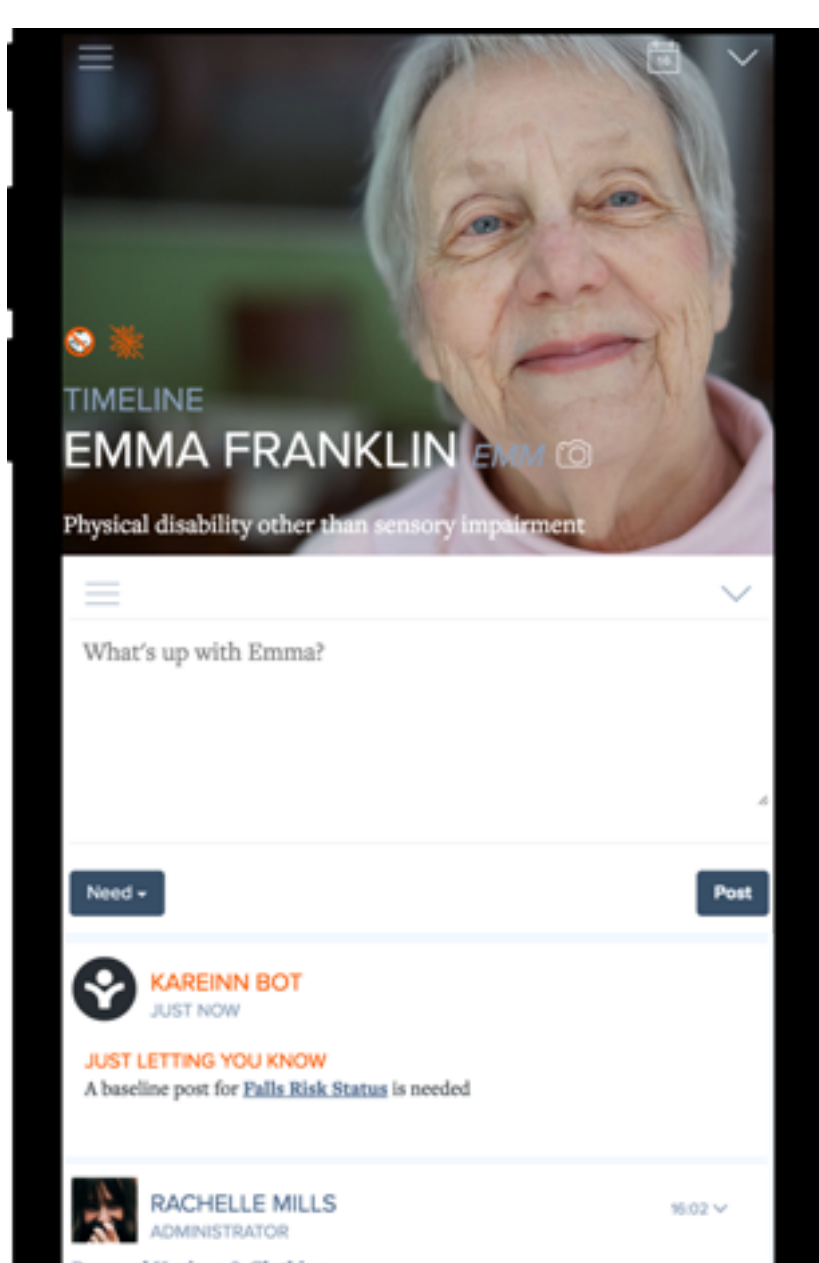 16
TIMELINE
EMMA FRANKLIN EMM
Physical disability other than sensory impairment
What's up with Emma?
Need
Post
KAREINN BOT
JUST NOW
JUST LETTING YOU KNOW
A baseline post for Falls Risk Status is needed
RACHELLE MILLS
16:02
ADMINISTRATOR